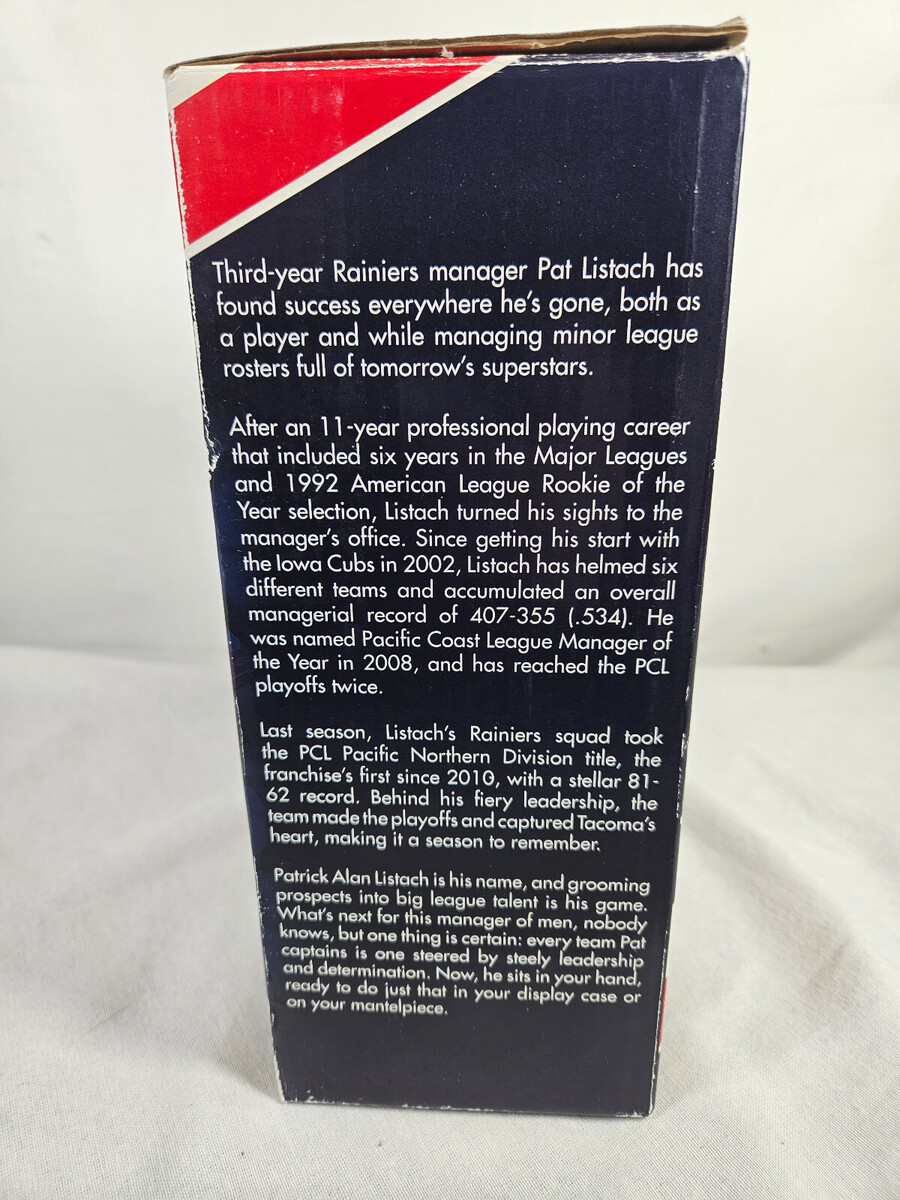 Third-year Rainiers manager Pat Listach has
found success everywhere he's gone, both as
a player and while managing minor league
rosters full of tomorrow's superstars.
After an 11-year professional playing career
that included six years in the Major Leagues
and 1992 American League Rookie of the
Year selection, Listach turned his sights to the
manager's office. Since getting his start with
the Iowa Cubs in 2002, Listach has helmed six
different teams and accumulated an overall
managerial record of 407-355 (.534). He
was named Pacific Coast League Manager of
the Year in 2008, and has reached the PCL
playoffs twice.
Last season, Listach's Rainiers squad took
the PCL Pacific Northern Division title, the
franchise's first since 2010, with a stellar 81-
62 record. Behind his fiery leadership, the
team made the playoffs and captured Tacoma's
heart, making it a season to remember.
Patrick Alan Listach is his name, and grooming
prospects into big league talent is his game.
What's next for this manager of men, nobody
knows, but one thing is certain: every team Pat
captains is one steered by steely leadership
and determination. Now, he sits in your hand,
ready to do just that in your display case or
on your mantelpiece.